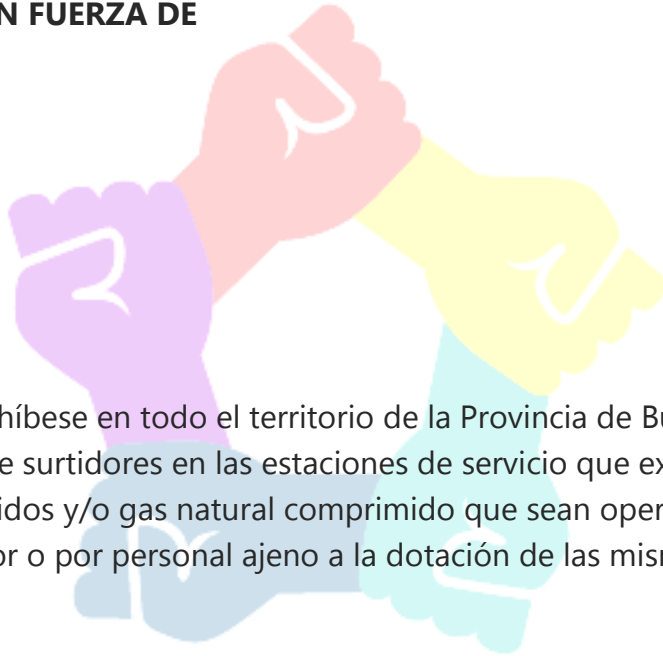 N FUERZA DE
híbese en todo el territorio de la Provincia de Bu
e surtidores en las estaciones de servicio que ex
idos y/o gas natural comprimido que sean oper
or o por personal ajeno a la dotación de las mism